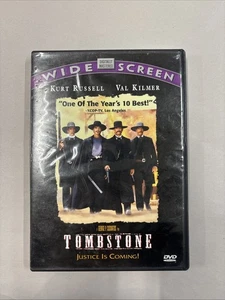 WIDE SCREEN
KURT RUSSELL VAL KILMER
"One Of The Year's 10 Best!"
TOMBSTONE
JUSTICE IS COMING!
DVD